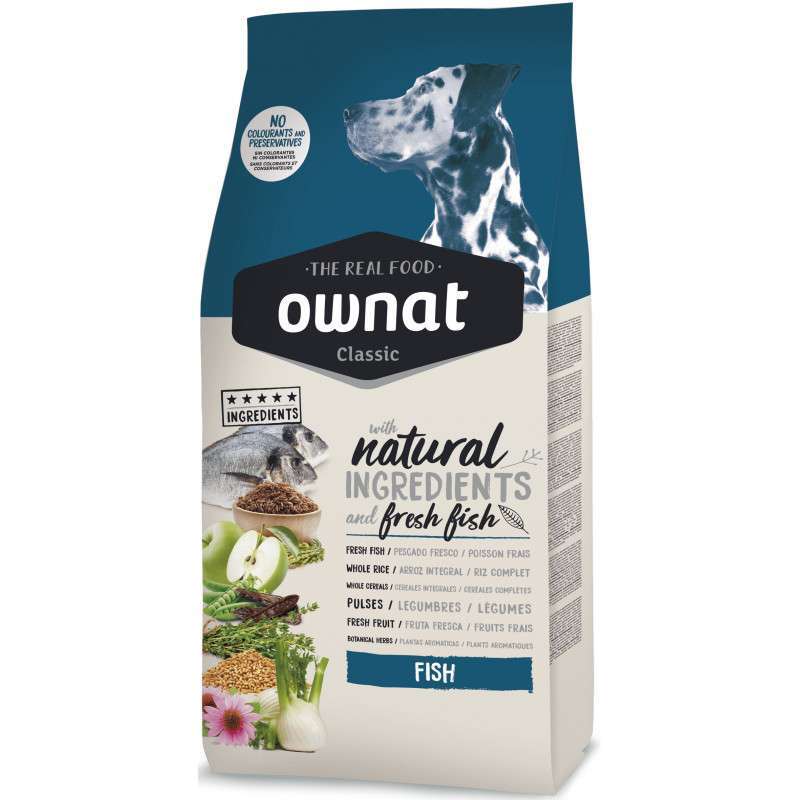 NO
COLOURANTS AND
PRESERVATIVES
SIN COLORANTES
NI CONSERVANTES
SANS COLORANTS ET
CONSERVATEURS
·THE REAL FOOD·
ownat
Classic
★★★★★
INGREDIENTS
with
natural
INGREDIENTS
and fresh fish
FRESH FISH / PESCADO FRESCO / POISSON FRAIS
WHOLE RICE / ARROZ INTEGRAL / RIZ COMPLET
WHOLE CEREALS / CEREALES INTEGRALES / CÉRÉALES COMPLÈTES
PULSES / LEGUMBRES / LÉGUMES
FRESH FRUIT / FRUTA FRESCA / FRUITS FRAIS
BOTANICAL HERBS / PLANTAS AROMÁTICAS / PLANTS AROMATIQUES
FISH